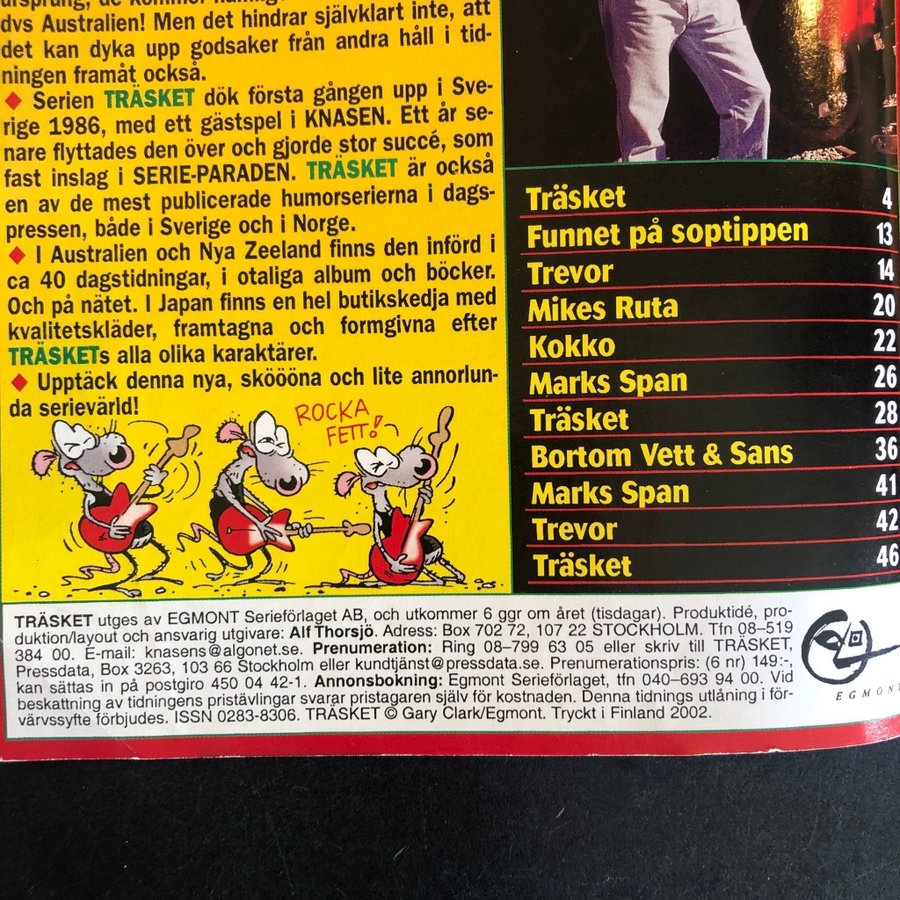 ursprung, de kommer
dvs Australien! Men det hindrar självklart inte, att
det kan dyka upp godsaker från andra håll i tid-
ningen framåt också.
♦ Serien TRÄSKET dök första gången upp i Sve-
rige 1986, med ett gästspel i KNASEN. Ett år se-
nare flyttades den över och gjorde stor succé, som
fast inslag i SERIE-PARADEN. TRÄSKET är också
en av de mest publicerade humorserierna i dags-
pressen, både i Sverige och i Norge.
♦ I Australien och Nya Zeeland finns den införd i
ca 40 dagstidningar, i otaliga album och böcker.
Och på nätet. I Japan finns en hel butikskedja med
kvalitetskläder, framtagna och formgivna efter
TRÄSKETs alla olika karaktärer.
♦ Upptäck denna nya, sköööna och lite annorlun-
da serievärld!
ROCKA
FETT!
Träsket 4
Funnet på soptippen 13
Trevor 14
Mikes Ruta 20
Kokko 22
Marks Span 26
Träsket 28
Bortom Vett & Sans 36
Marks Span 41
Trevor 42
Träsket 46
TRÄSKET utges av EGMONT Serieförlaget AB, och utkommer 6 ggr om året (tisdagar). Produktidé, pro-
duktion/layout och ansvarig utgivare: Alf Thorsjö. Adress: Box 702 72, 107 22 STOCKHOLM. Tfn 08–519
384 00. E-mail: knasens@algonet.se. Prenumeration: Ring 08–799 63 05 eller skriv till TRÄSKET,
Pressdata, Box 3263, 103 66 Stockholm eller kundtjänst@pressdata.se. Prenumerationspris: (6 nr) 149:-,
kan sättas in på postgiro 450 04 42-1. Annonsbokning: Egmont Serieförlaget, tfn 040–693 94 00. Vid
beskattning av tidningens pristävlingar svarar pristagaren själv för kostnaden. Denna tidnings utlåning i för-
värvssyfte förbjudes. ISSN 0283-8306. TRÄSKET © Gary Clark/Egmont. Tryckt i Finland 2002.
EGMONT